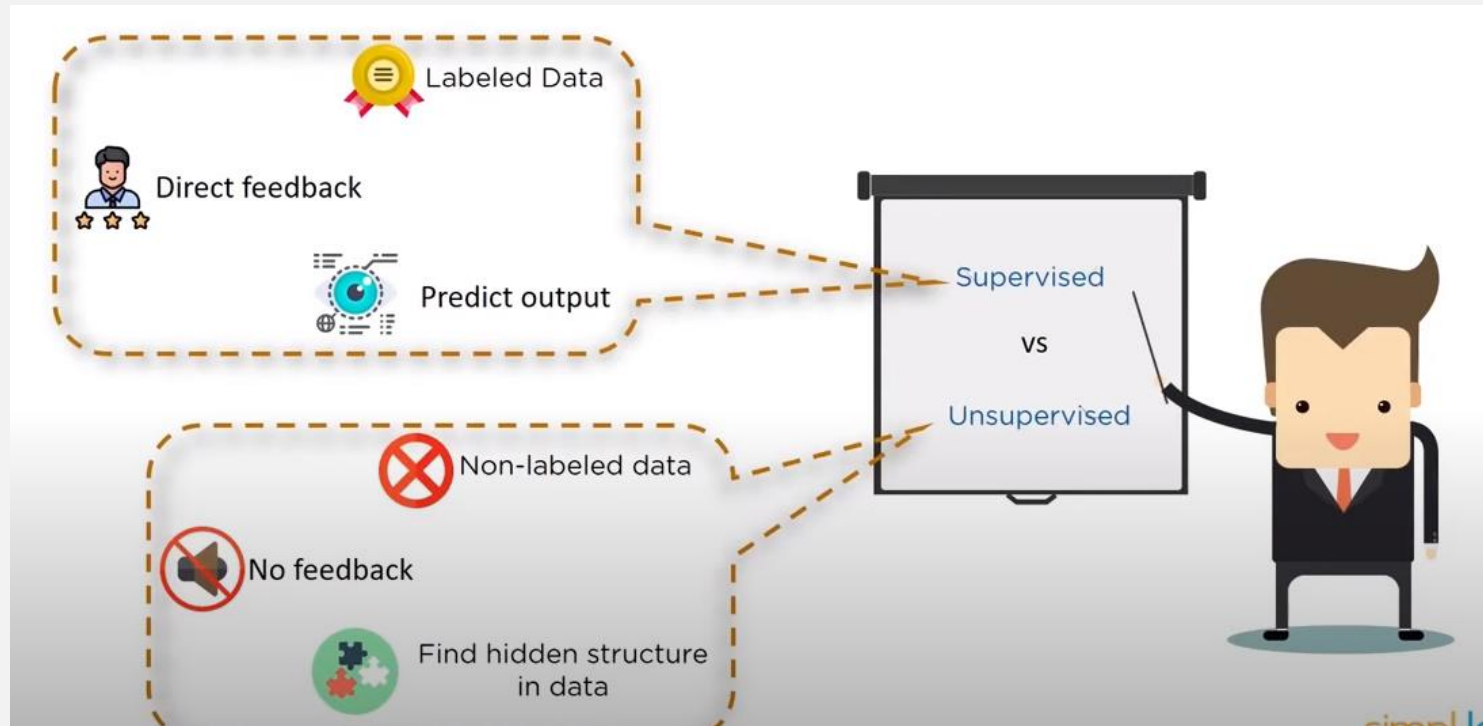 Labeled Data
Direct feedback
Predict output
Supervised
vs
Unsupervised
Non-labeled data
No feedback
Find hidden structure
in data